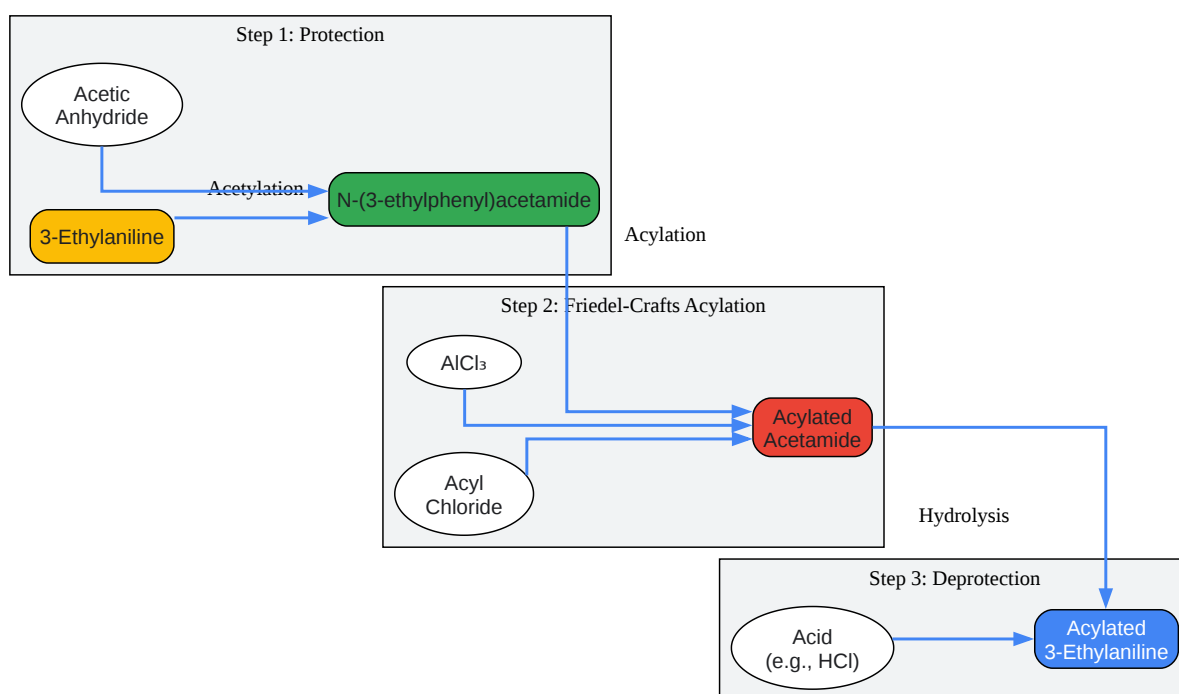 Step 1: Protection
Acetic
Anhydride
Acetylation
N-(3-ethylphenyl)acetamide
3-Ethylaniline
Acylation
Step 2: Friedel-Crafts Acylation
AlCl₃
Acylated
Acetamide
Acyl
Chloride
Hydrolysis
Step 3: Deprotection
Acid
(e.g., HCl)
Acylated
3-Ethylaniline